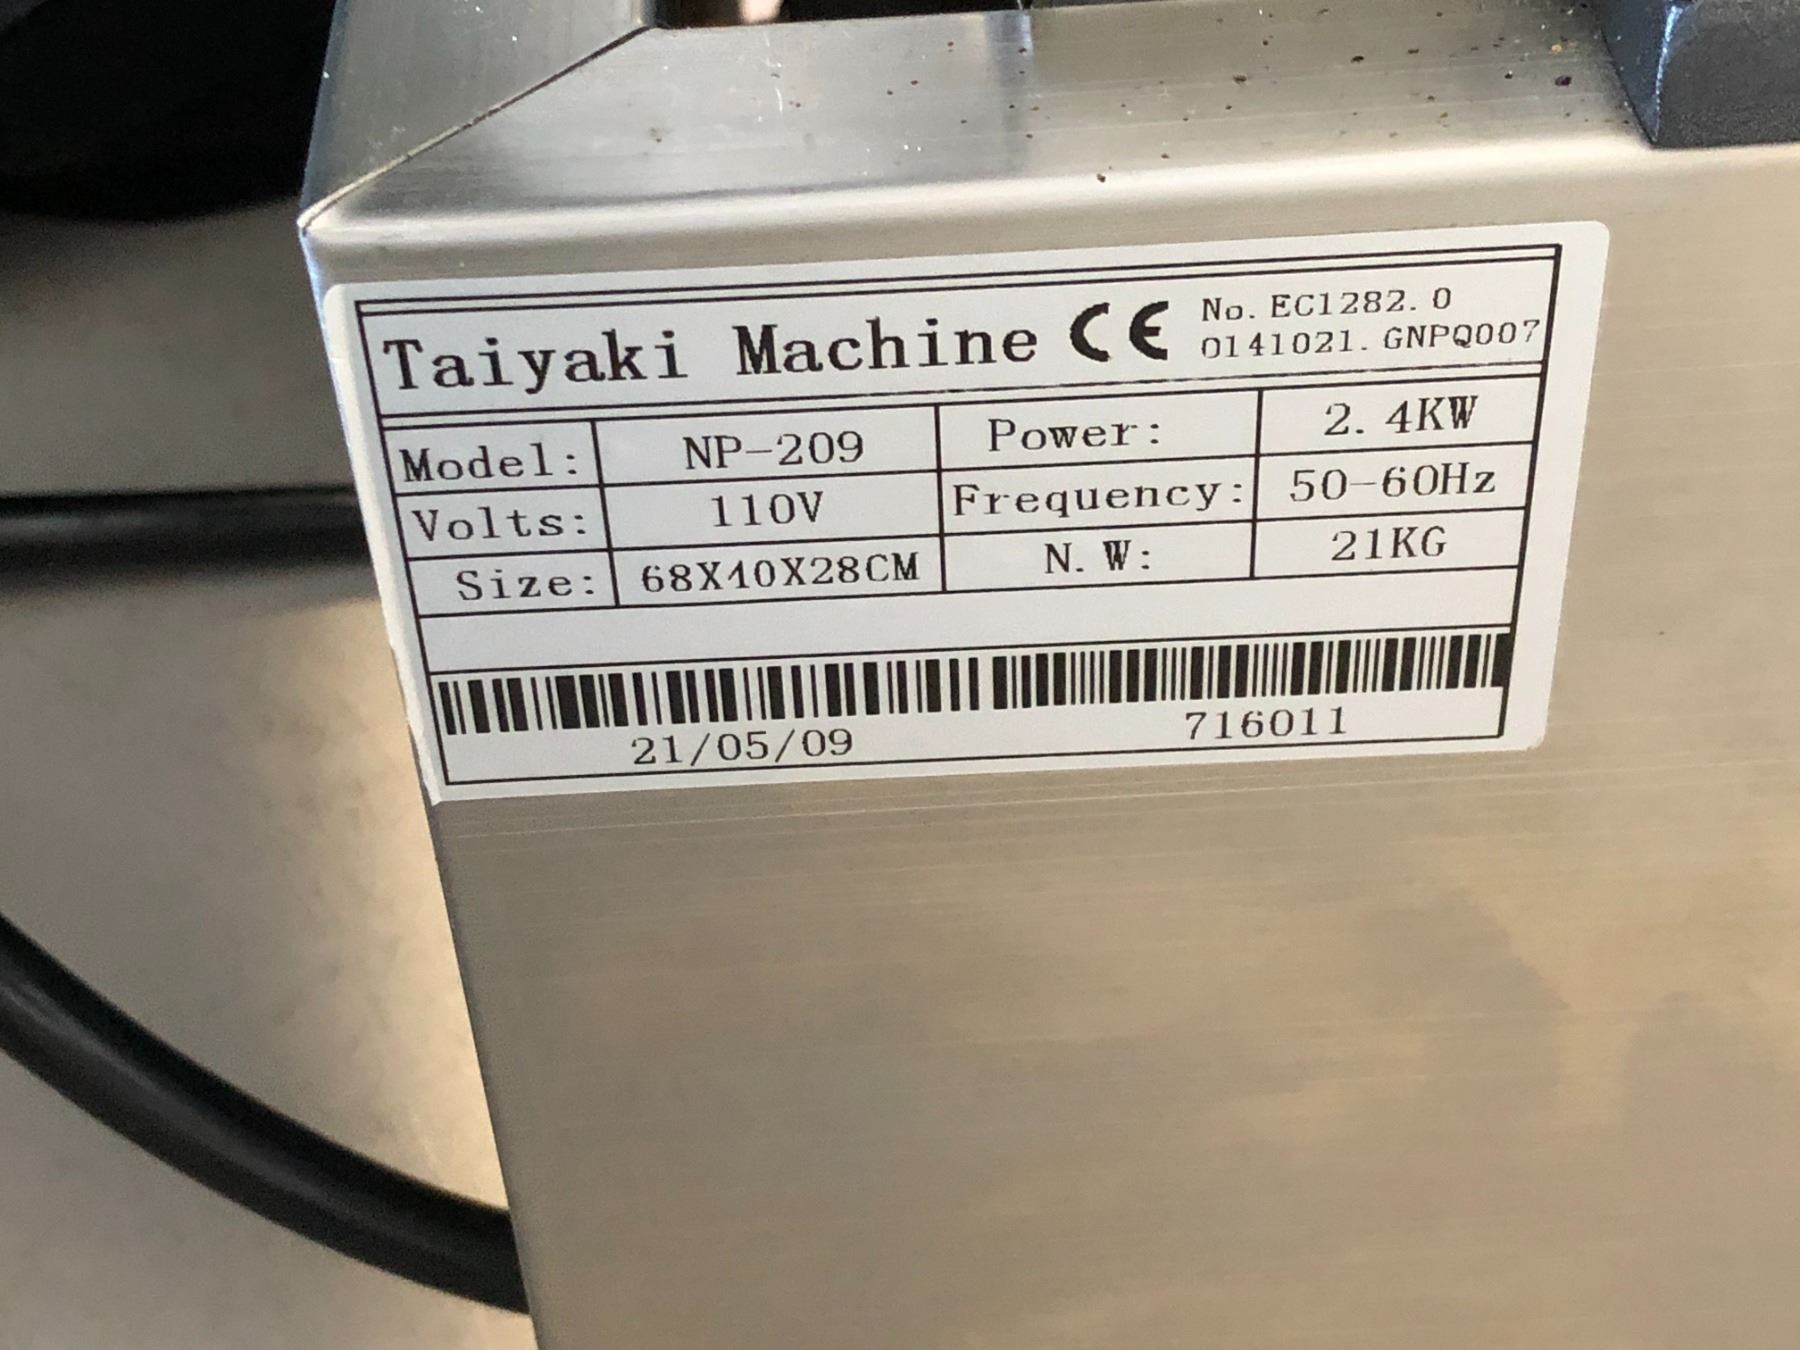 Taiyaki Machine CE
No. EC1282. 0
0141021. GNPQ007
Model: NP-209 Power: 2. 4KW
Volts: 110V Frequency: 50-60Hz
Size: 68X40X28CM N. W: 21KG
21/05/09 716011